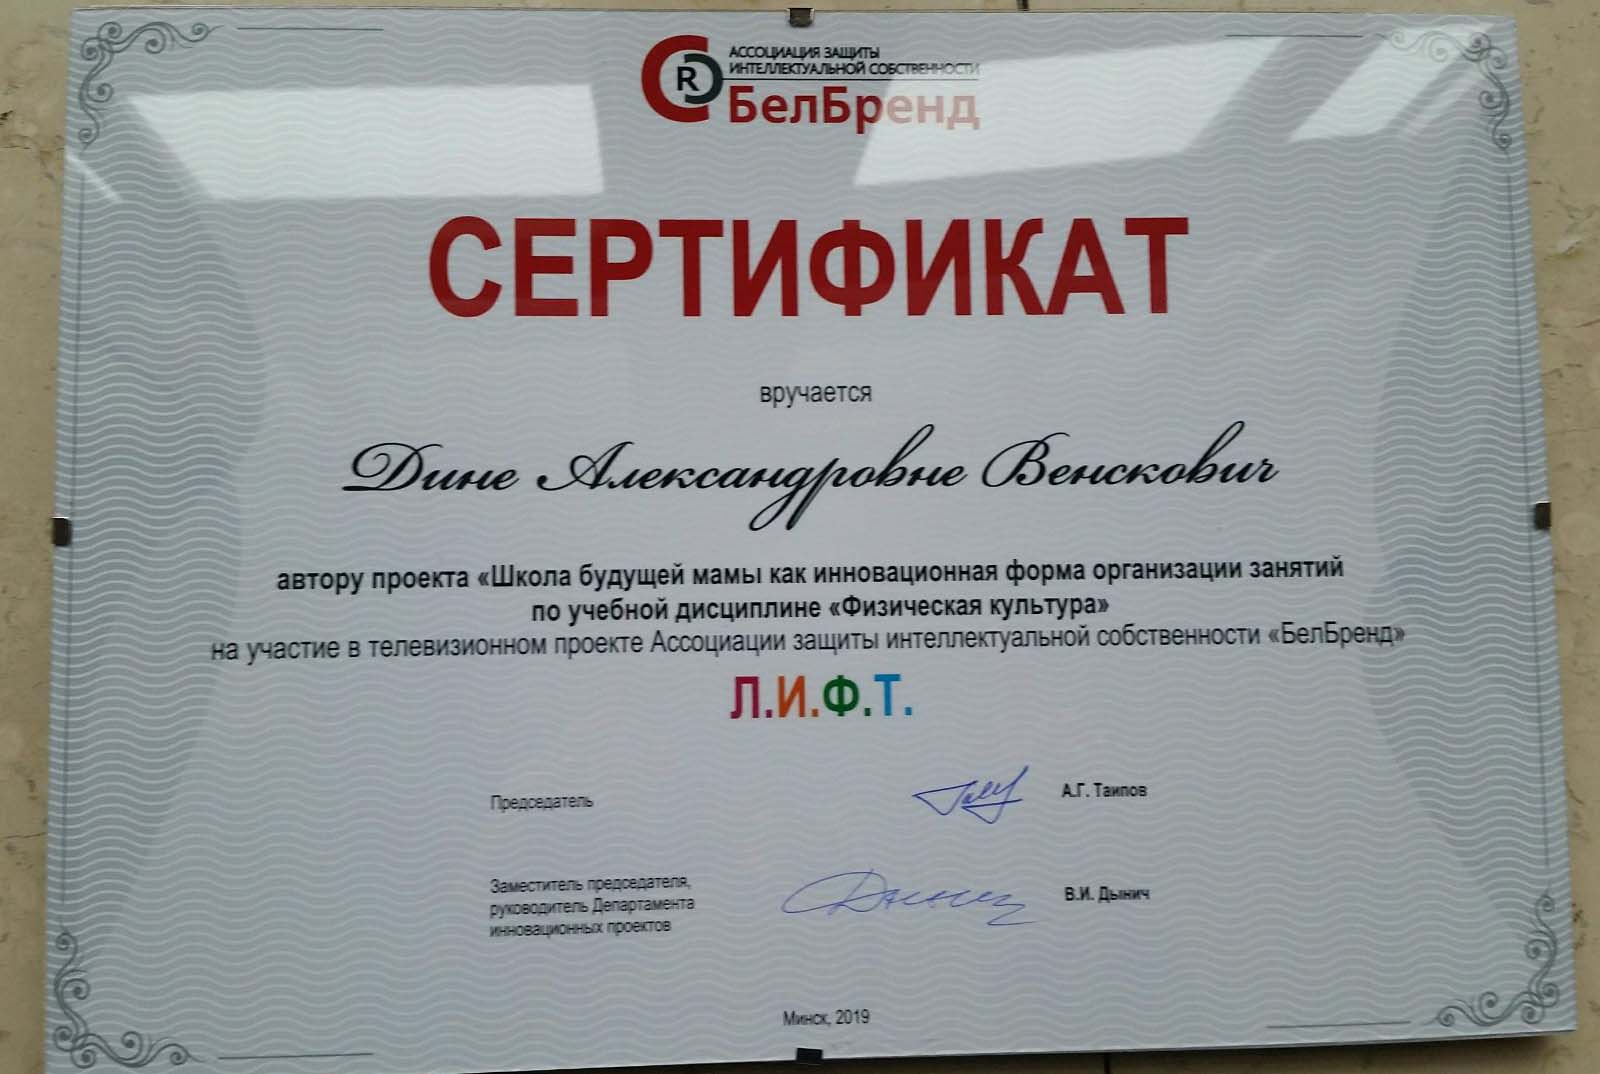 АССОЦИАЦИЯ ЗАЩИТЫ
ИНТЕЛЛЕКТУАЛЬНОЙ СОБСТВЕННОСТИ
R
БелБренд
СЕРТИФИКАТ
вручается
Дине Александровне Венскович
автору проекта «Школа будущей мамы как инновационная форма организации занятий
по учебной дисциплине «Физическая культура»
на участие в телевизионном проекте Ассоциации защиты интеллектуальной собственности «БелБренд»
Л.И.Ф.Т.
Председатель А.Г. Таипов
Заместитель председателя,
руководитель Департамента В.И. Дынич
инновационных проектов
Минск, 2019